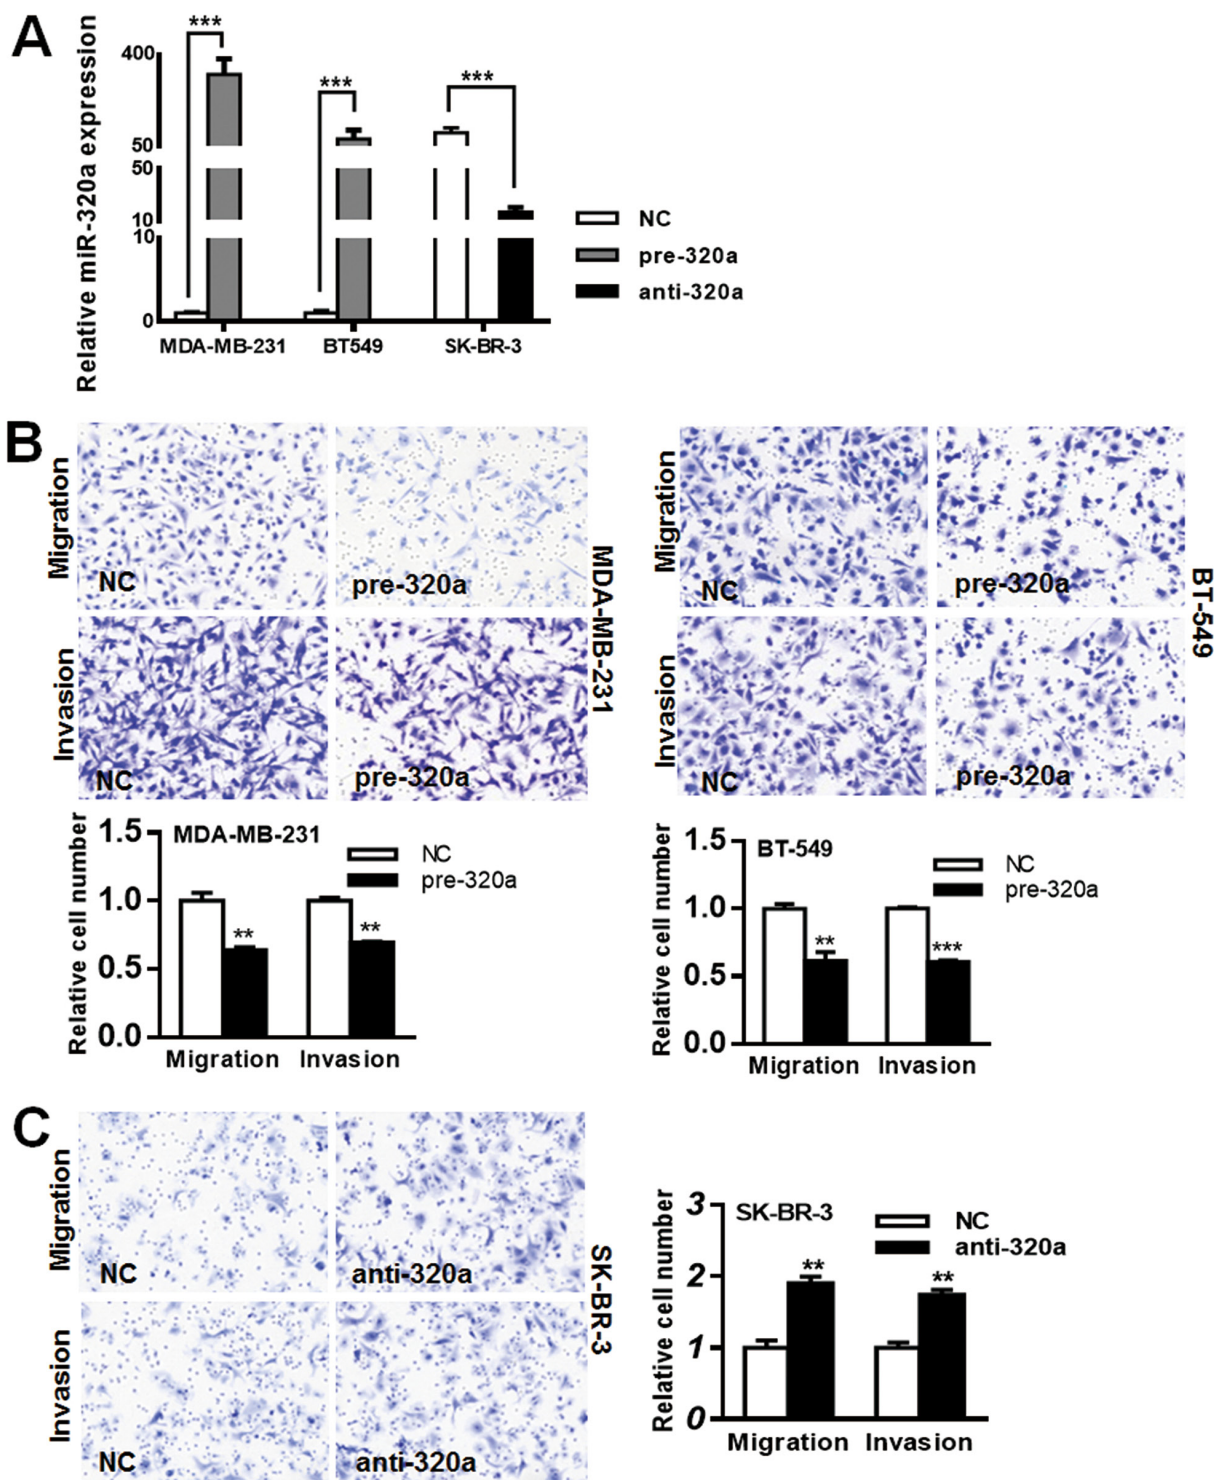 A
Relative miR-320a expression
400
50
50
10
10
0
***
***
***
MDA-MB-231
BT549
SK-BR-3
NC
pre-320a
anti-320a
B
Migration
NC
pre-320a
Invasion
NC
pre-320a
MDA-MB-231
Migration
NC
pre-320a
Invasion
NC
pre-320a
BT-549
Relative cell number
1.5
1.0
0.5
0.0
MDA-MB-231
NC
pre-320a
**
**
Migration
Invasion
Relative cell number
1.5
1.0
0.5
0.0
BT-549
NC
pre-320a
**
***
Migration
Invasion
C
Migration
NC
anti-320a
Invasion
NC
anti-320a
SK-BR-3
Relative cell number
3
2
1
0
SK-BR-3
NC
anti-320a
**
**
Migration
Invasion